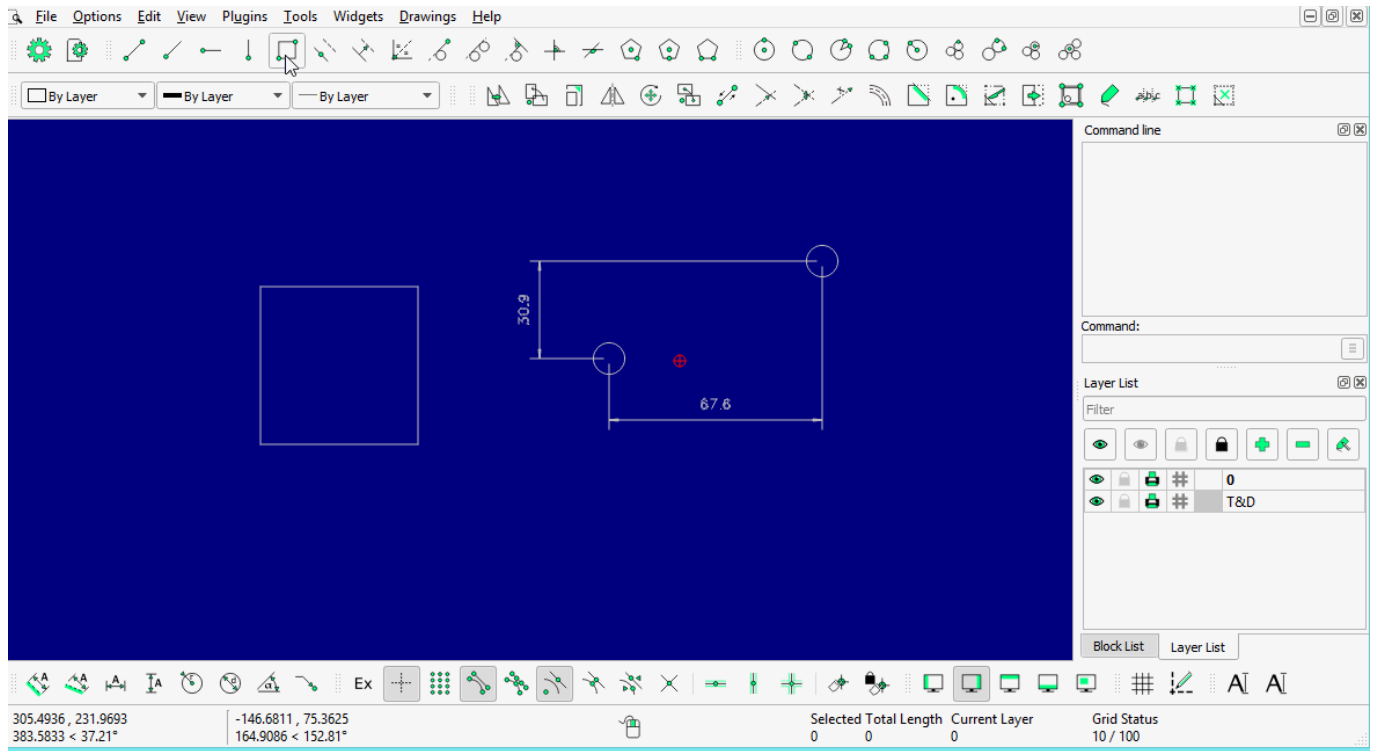 File Options Edit View Plugins Tools Widgets Drawings Help
By Layer By Layer By Layer
Command line
30.9
67.6
Command:
Layer List
Filter
0
T&D
Block List Layer List
Ex
305.4936 , 231.9693 -146.6811 , 75.3625 Selected Total Length Current Layer Grid Status
383.5833 < 37.21° 164.9086 < 152.81° 0 0 0 10 / 100